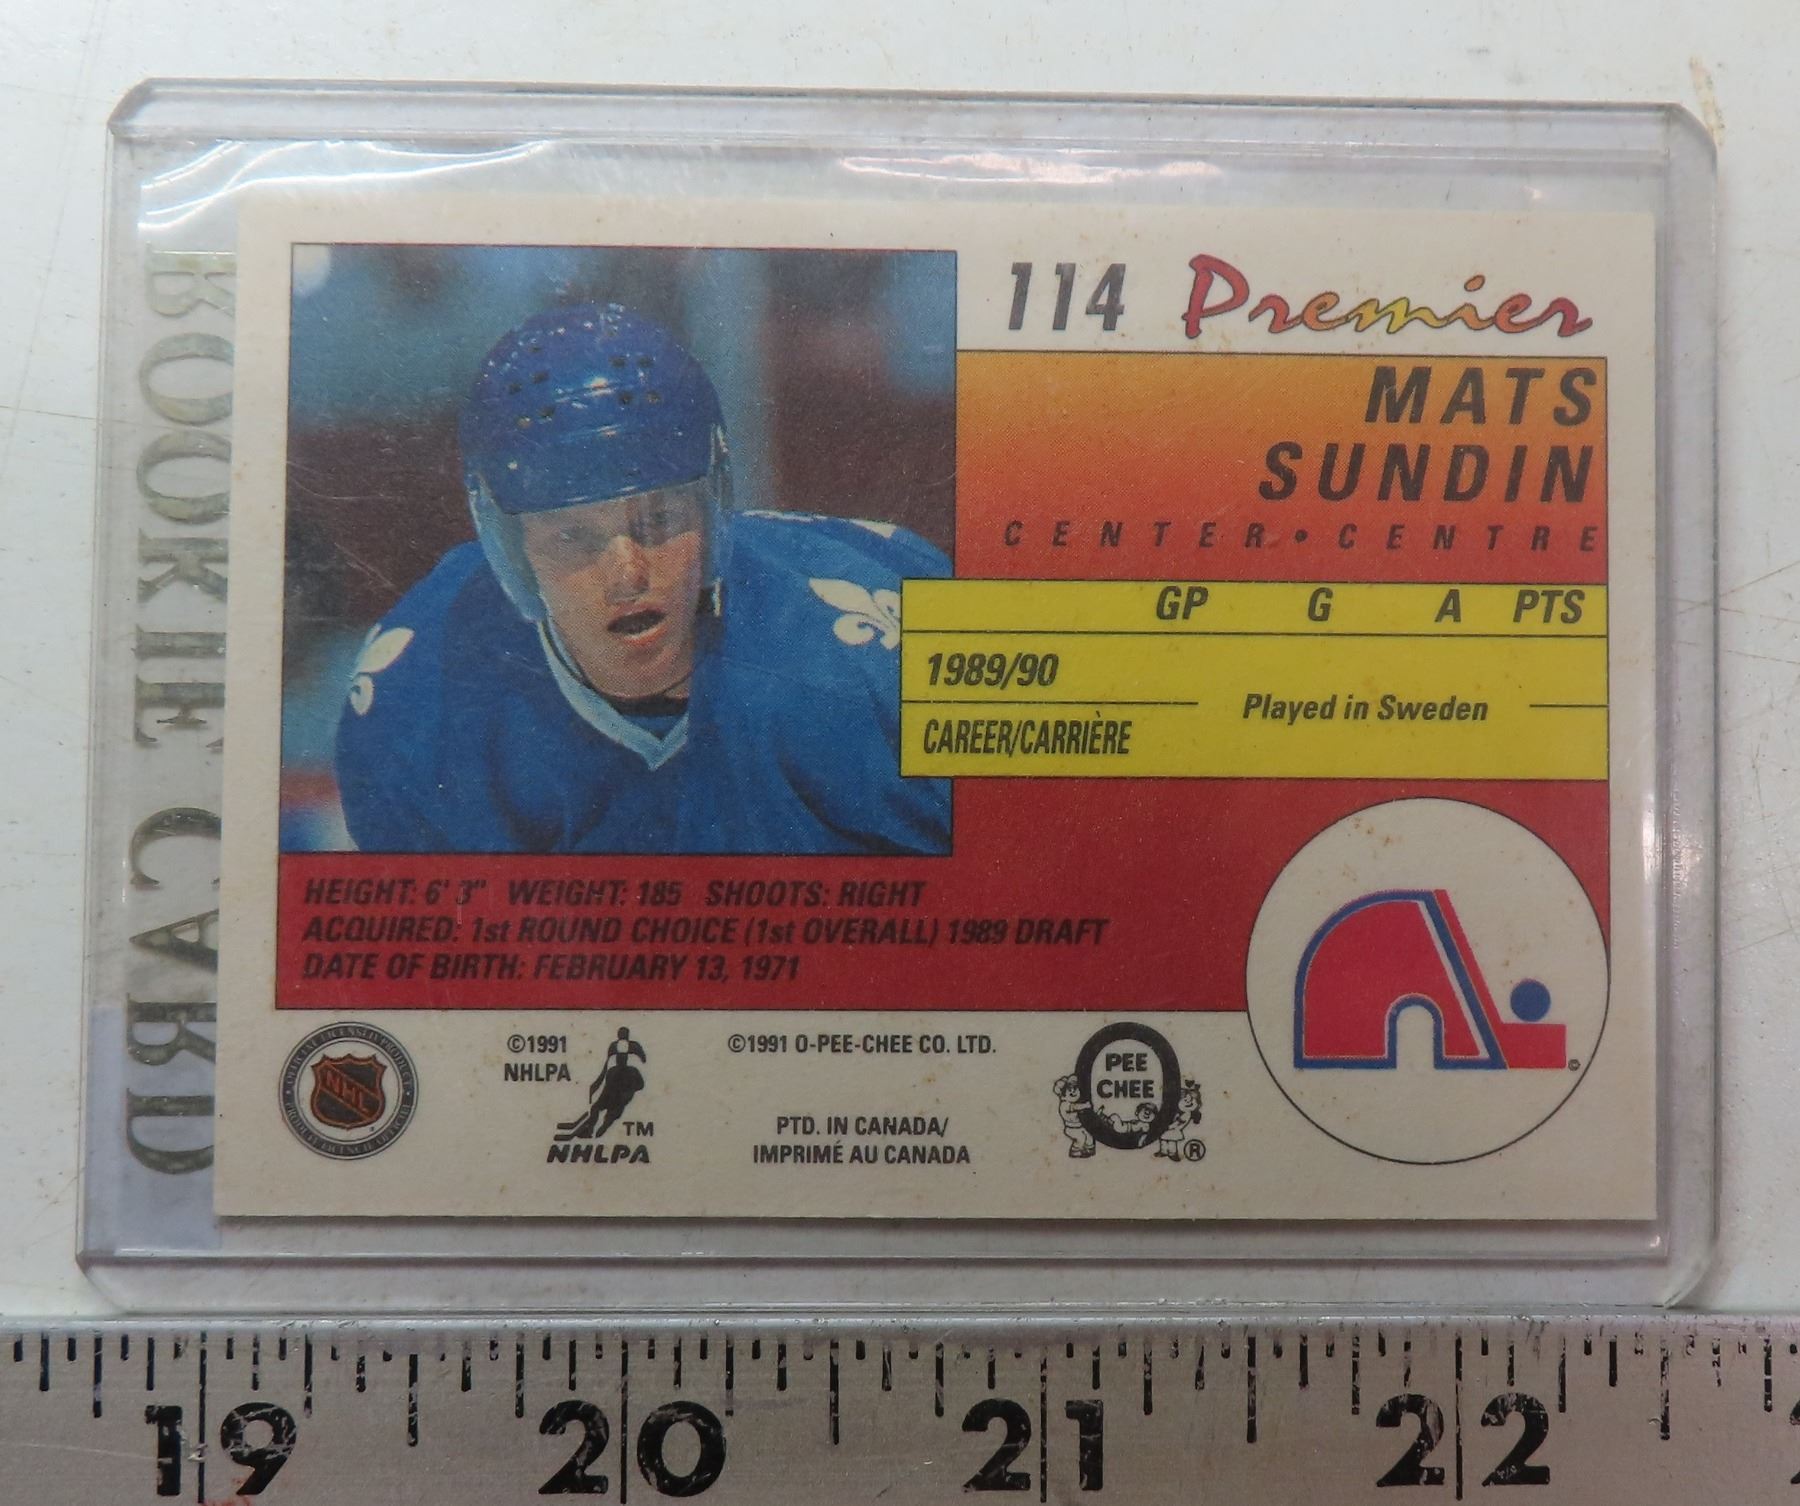 ROOKIE CARD
114 Premier
MATS
SUNDIN
CENTER • CENTRE
GP G A PTS
1989/90
Played in Sweden
CAREER/CARRIÈRE
HEIGHT: 6' 3" WEIGHT: 185 SHOOTS: RIGHT
ACQUIRED: 1st ROUND CHOICE (1st OVERALL) 1989 DRAFT
DATE OF BIRTH: FEBRUARY 13, 1971
NHL
©1991
NHLPA
TM
NHLPA
©1991 O-PEE-CHEE CO. LTD.
PTD. IN CANADA/
IMPRIMÉ AU CANADA
PEE
CHEE
®
©
19 20 21 22